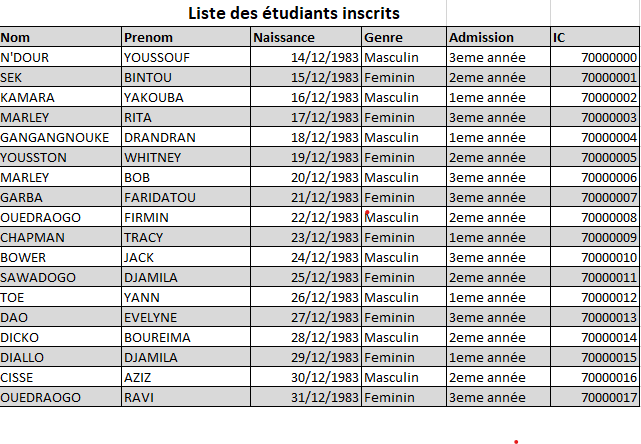 Liste des étudiants inscrits
Nom Prenom Naissance Genre Admission IC
N'DOUR YOUSSOUF 14/12/1983 Masculin 3eme année 70000000
SEK BINTOU 15/12/1983 Feminin 2eme année 70000001
KAMARA YAKOUBA 16/12/1983 Masculin 1eme année 70000002
MARLEY RITA 17/12/1983 Feminin 3eme année 70000003
GANGANGNOUKE DRANDRAN 18/12/1983 Masculin 1eme année 70000004
YOUSSTON WHITNEY 19/12/1983 Feminin 2eme année 70000005
MARLEY BOB 20/12/1983 Masculin 3eme année 70000006
GARBA FARIDATOU 21/12/1983 Feminin 3eme année 70000007
OUEDRAOGO FIRMIN 22/12/1983 Masculin 2eme année 70000008
CHAPMAN TRACY 23/12/1983 Feminin 1eme année 70000009
BOWER JACK 24/12/1983 Masculin 3eme année 70000010
SAWADOGO DJAMILA 25/12/1983 Feminin 2eme année 70000011
TOE YANN 26/12/1983 Masculin 1eme année 70000012
DAO EVELYNE 27/12/1983 Feminin 3eme année 70000013
DICKO BOUREIMA 28/12/1983 Masculin 2eme année 70000014
DIALLO DJAMILA 29/12/1983 Feminin 1eme année 70000015
CISSE AZIZ 30/12/1983 Masculin 2eme année 70000016
OUEDRAOGO RAVI 31/12/1983 Feminin 3eme année 70000017